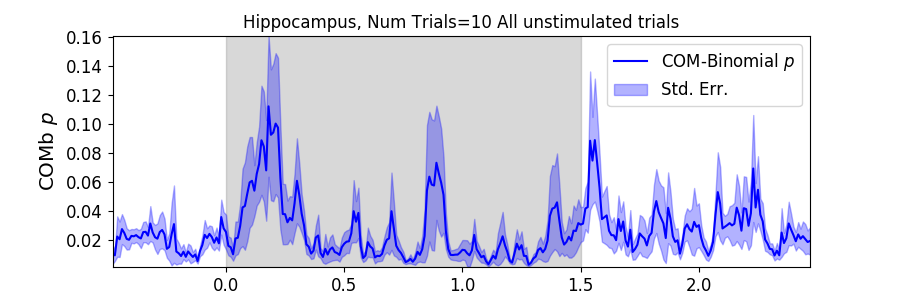 Hippocampus, Num Trials=10 All unstimulated trials
0.16
0.14
0.12
0.10
0.08
0.06
0.04
0.02
COMb p
COM-Binomial p
Std. Err.
0.0 0.5 1.0 1.5 2.0